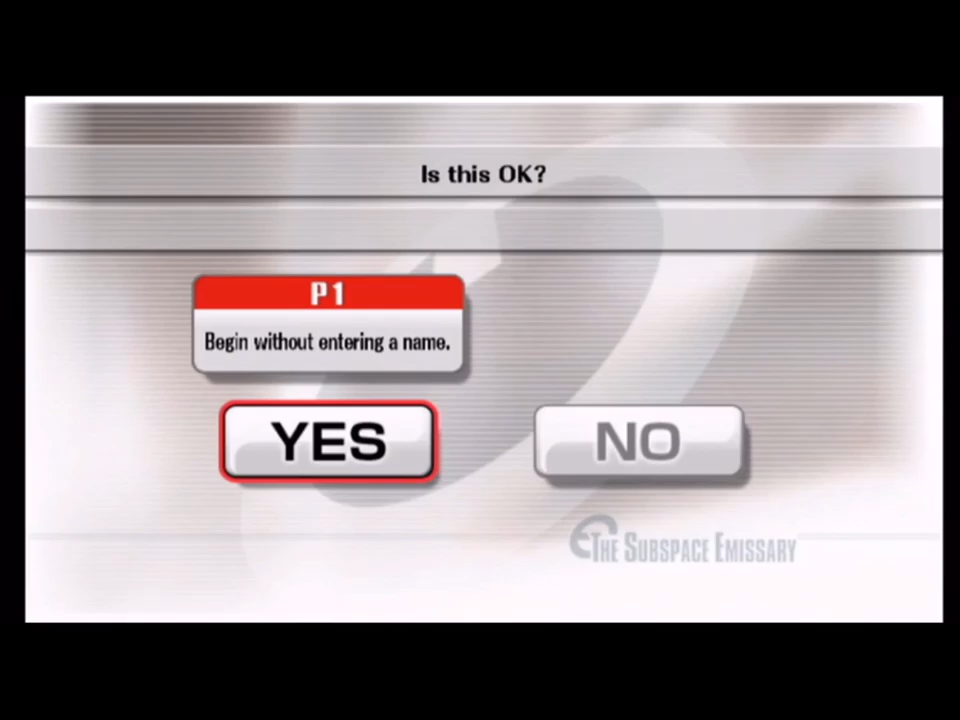 Is this OK?
P1
Begin without entering a name.
YES
NO
THE SUBSPACE EMISSARY